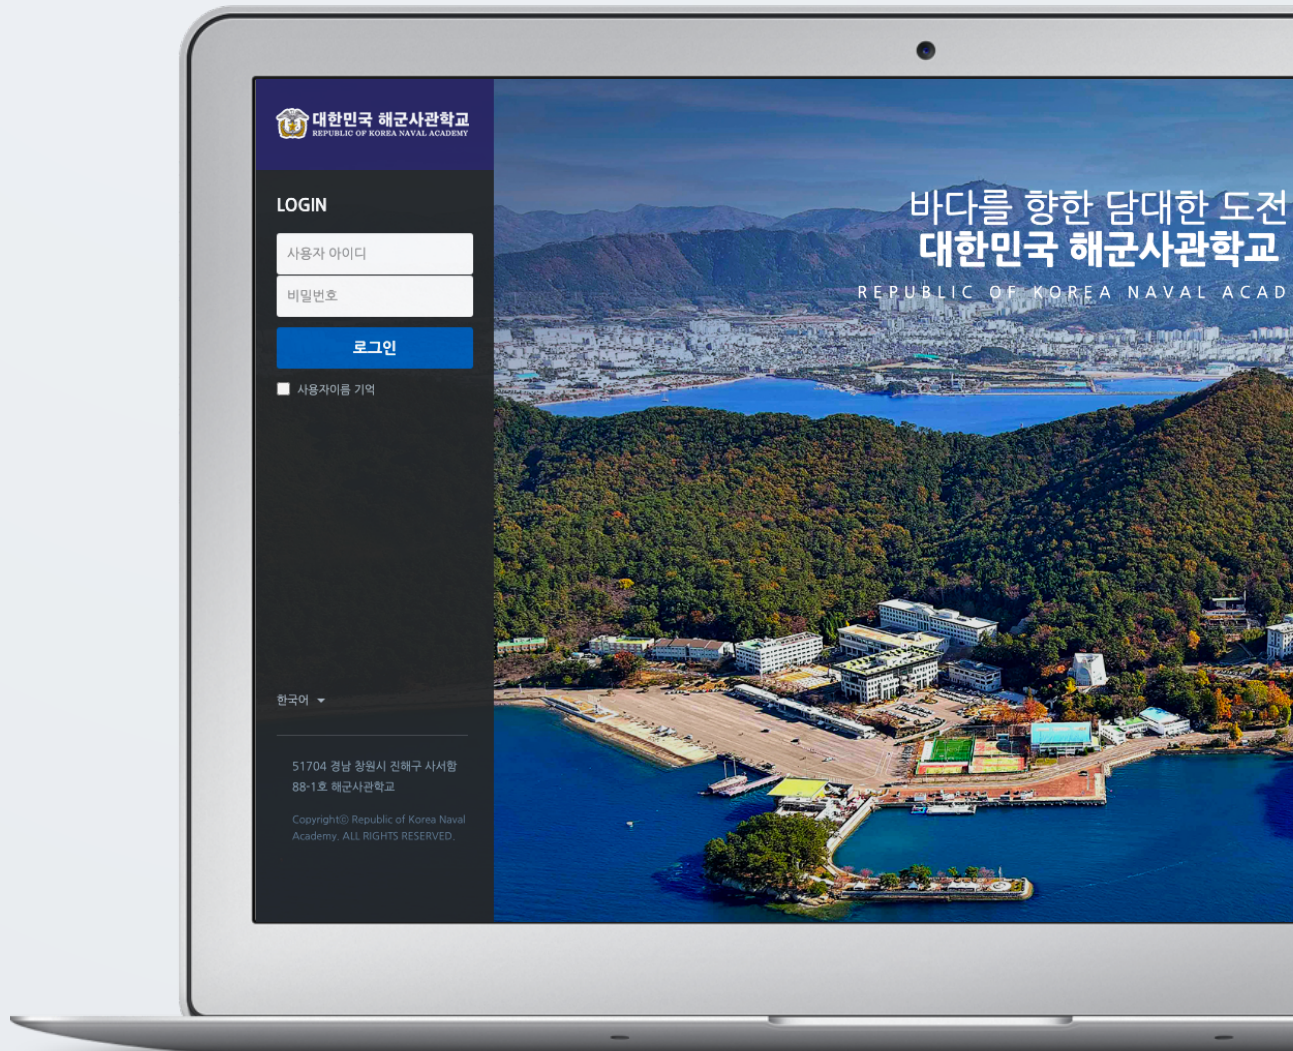 대한민국 해군사관학교
REPUBLIC OF KOREA NAVAL ACADEMY
LOGIN
사용자 아이디
비밀번호
로그인
사용자이름 기억
한국어
51704 경남 창원시 진해구 사서함
88-1호 해군사관학교
Copyright© Republic of Korea Naval
Academy. ALL RIGHTS RESERVED.
바다를 향한 담대한 도전
대한민국 해군사관학교
REPUBLIC OF KOREA NAVAL ACAD